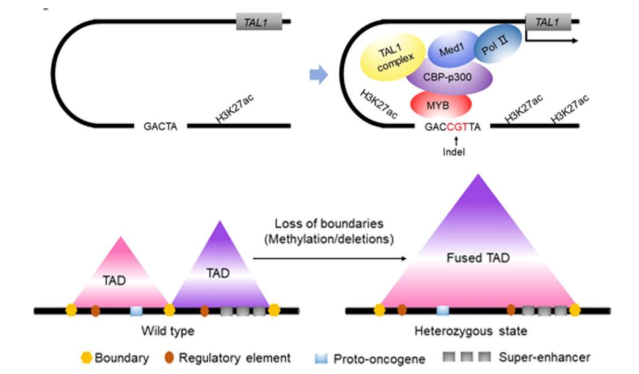 TAL1
TAL1
TAL1
complex
Med1
Pol II
CBP-p300
MYB
H3K27ac
H3K27ac
H3K27ac
H3K27ac
GACTA
GACCGTTA
Indel
Loss of boundaries
(Methylation/deletions)
TAD
TAD
Fused TAD
Wild type
Heterozygous state
Boundary
Regulatory element
Proto-oncogene
Super-enhancer